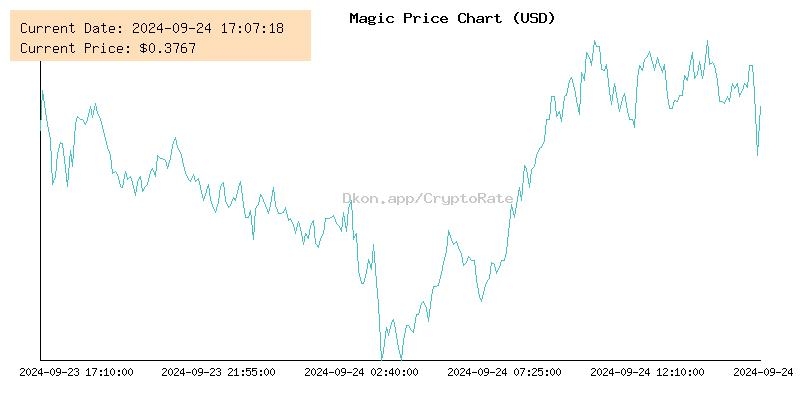 Magic Price Chart (USD)
Current Date: 2024-09-24 17:07:18
Current Price: $0.3767
Dkon.app/CryptoRate
2024-09-23 17:10:00 2024-09-23 21:55:00 2024-09-24 02:40:00 2024-09-24 07:25:00 2024-09-24 12:10:00 2024-09-24